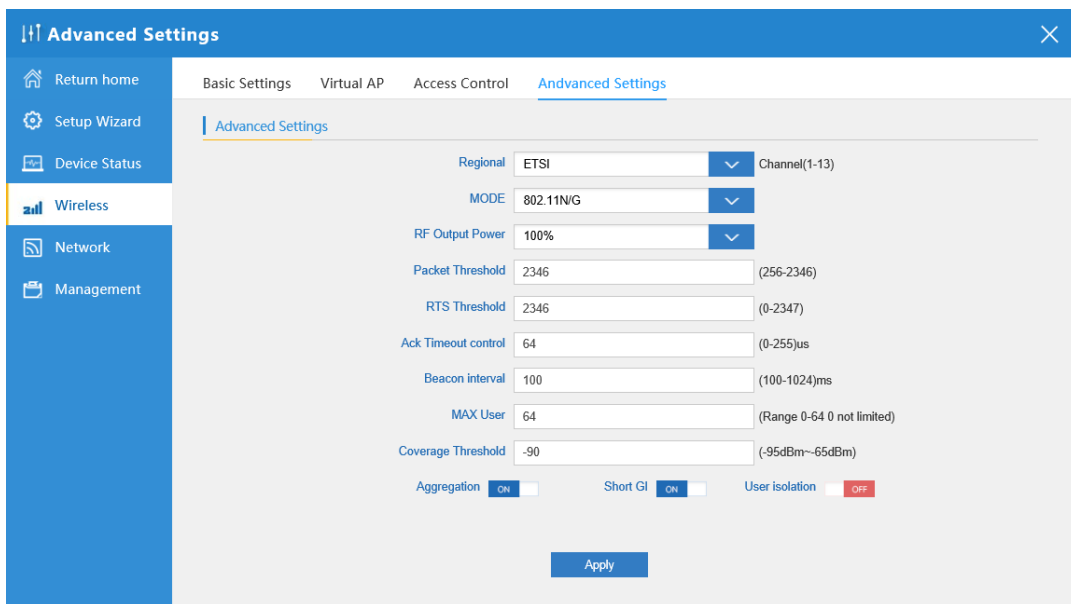 Advanced Settings
Return home
Setup Wizard
Device Status
Wireless
Network
Management
Basic Settings Virtual AP Access Control Andvanced Settings
Advanced Settings
Regional ETSI Channel(1-13)
MODE 802.11N/G
RF Output Power 100%
Packet Threshold 2346 (256-2346)
RTS Threshold 2346 (0-2347)
Ack Timeout control 64 (0-255)us
Beacon interval 100 (100-1024)ms
MAX User 64 (Range 0-64 0 not limited)
Coverage Threshold -90 (-95dBm~-65dBm)
Aggregation ON Short GI ON User isolation OFF
Apply